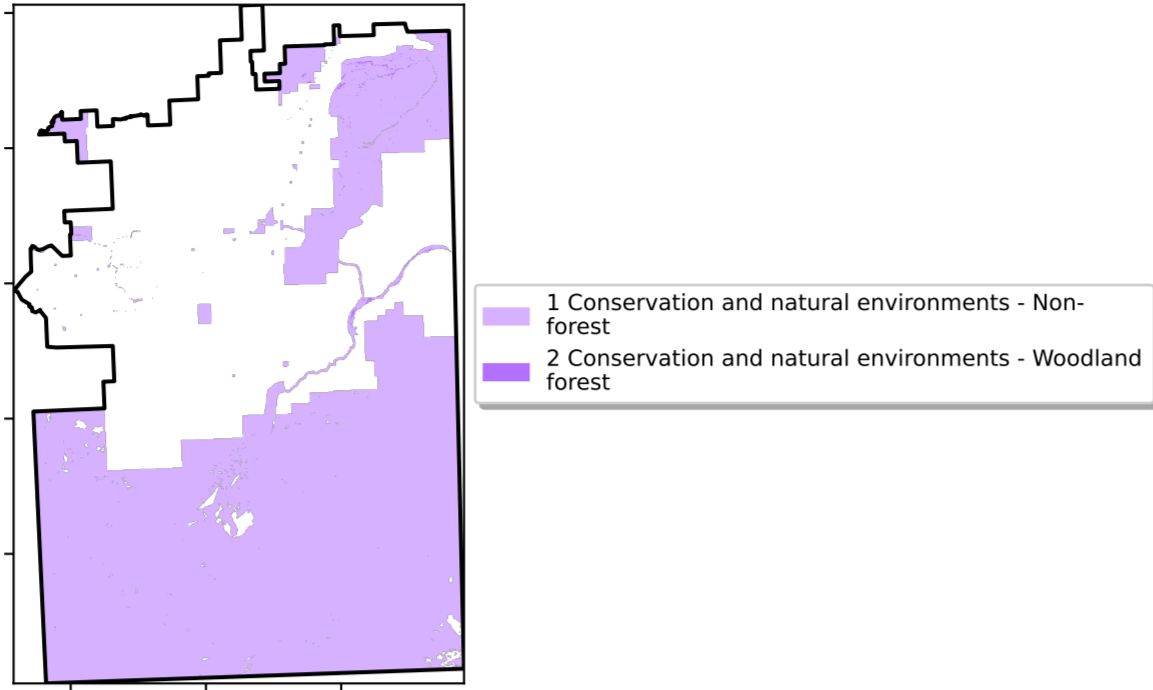 1 Conservation and natural environments - Non-
forest
2 Conservation and natural environments - Woodland
forest